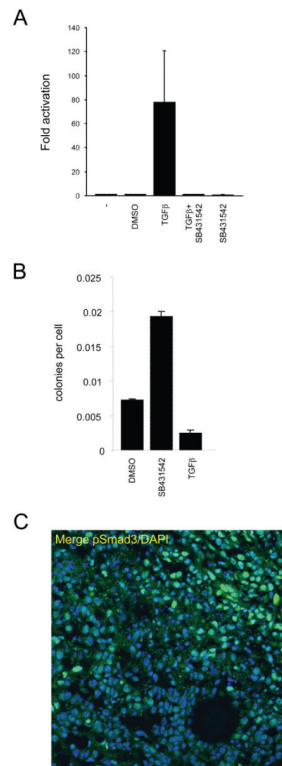 A
Fold activation
140
120
100
80
60
40
20
0
-
DMSO
TGFβ
TGFβ+
SB431542
SB431542
B
colonies per cell
0.025
0.02
0.015
0.01
0.005
0
DMSO
SB431542
TGFβ
C
Merge pSmad3/DAPI